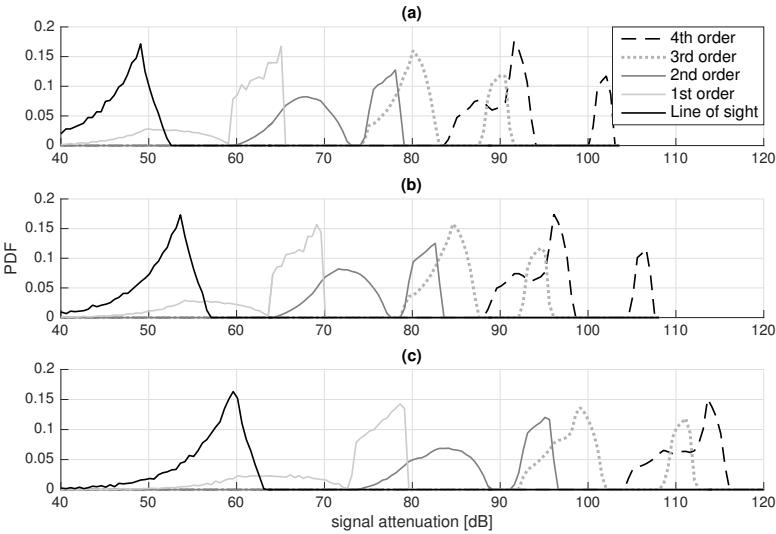 (a)
0.2
0.15
0.1
0.05
0
40 50 60 70 80 90 100 110 120
4th order
3rd order
2nd order
1st order
Line of sight
(b)
PDF
0.2
0.15
0.1
0.05
0
40 50 60 70 80 90 100 110 120
(c)
0.2
0.15
0.1
0.05
0
40 50 60 70 80 90 100 110 120
signal attenuation [dB]